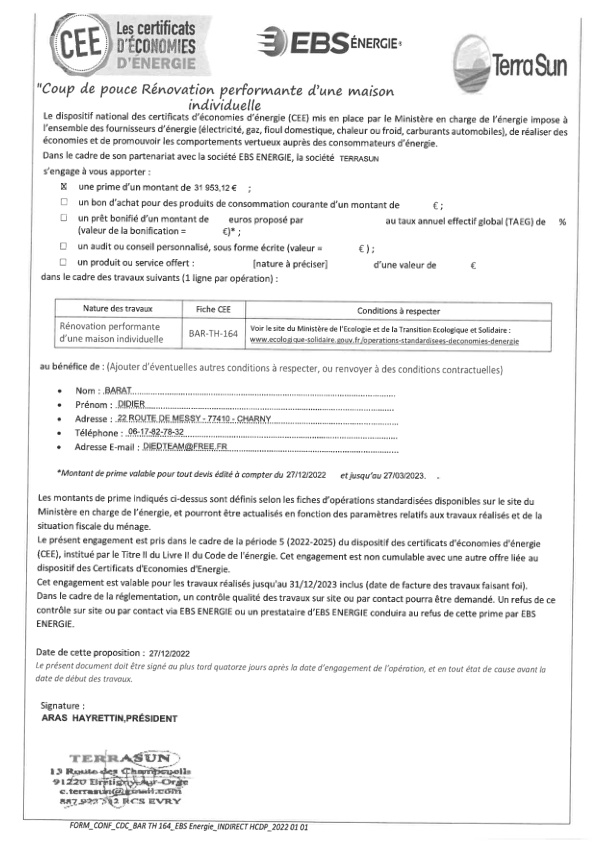 CEE
Les certificats
D'ÉCONOMIES
D'ÉNERGIE
EBS ÉNERGIE
TerraSun
"Coup de pouce Rénovation performante d'une maison
individuelle
Le dispositif national des certificats d'économies d'énergie (CEE) mis en place par le Ministère en charge de l'énergie impose à
l'ensemble des fournisseurs d'énergie (électricité, gaz, fioul domestique, chaleur ou froid, carburants automobiles), de réaliser des
économies et de promouvoir les comportements vertueux auprès des consommateurs d'énergie.
Dans le cadre de son partenariat avec la société EBS ENERGIE, la société TERRASUN
s'engage à vous apporter :
☒ une prime d'un montant de 31 953,12 € ;
☐ un bon d'achat pour des produits de consommation courante d'un montant de € ;
☐ un prêt bonifié d'un montant de euros proposé par au taux annuel effectif global (TAEG) de %
(valeur de la bonification = €)* ;
☐ un audit ou conseil personnalisé, sous forme écrite (valeur = € ) ;
☐ un produit ou service offert : [nature à préciser] d'une valeur de €
dans le cadre des travaux suivants (1 ligne par opération) :
Nature des travaux Fiche CEE Conditions à respecter
Rénovation performante
d'une maison individuelle
BAR-TH-164
Voir le site du Ministère de l'Ecologie et de la Transition Ecologique et Solidaire :
www.ecologique-solidaire.gouv.fr/operations-standardisees-deconomies-denergie
au bénéfice de : (Ajouter d'éventuelles autres conditions à respecter, ou renvoyer à des conditions contractuelles)
• Nom : BARAT
• Prénom : DIDIER
• Adresse : 22 ROUTE DE MESSY - 77410 - CHARNY
• Téléphone : 06-17-82-78-32
• Adresse E-mail : DIEDTEAM@FREE.FR
*Montant de prime valable pour tout devis édité à compter du 27/12/2022 et jusqu'au 27/03/2023. .
Les montants de prime indiqués ci-dessus sont définis selon les fiches d'opérations standardisées disponibles sur le site du
Ministère en charge de l'énergie, et pourront être actualisés en fonction des paramètres relatifs aux travaux réalisés et de la
situation fiscale du ménage.
Le présent engagement est pris dans le cadre de la période 5 (2022-2025) du dispositif des certificats d'économies d'énergie
(CEE), institué par le Titre II du Livre II du Code de l'énergie. Cet engagement est non cumulable avec une autre offre liée au
dispositif des Certificats d'Economies d'Energie.
Cet engagement est valable pour les travaux réalisés jusqu'au 31/12/2023 inclus (date de facture des travaux faisant foi).
Dans le cadre de la réglementation, un contrôle qualité des travaux sur site ou par contact pourra être demandé. Un refus de ce
contrôle sur site ou par contact via EBS ENERGIE ou un prestataire d'EBS ENERGIE conduira au refus de cette prime par EBS
ENERGIE.
Date de cette proposition : 27/12/2022
Le présent document doit être signé au plus tard quatorze jours après la date d'engagement de l'opération, et en tout état de cause avant la
date de début des travaux.
Signature :
ARAS HAYRETTIN,PRÉSIDENT
TERRASUN
13 Route des Champcueils
91220 Brétigny-Sur-Orge
c.terrasun@gmail.com
RCS EVRY
FORM_CONF_CDC_BAR TH 164_EBS Energie_INDIRECT HCDP_2022 01 01